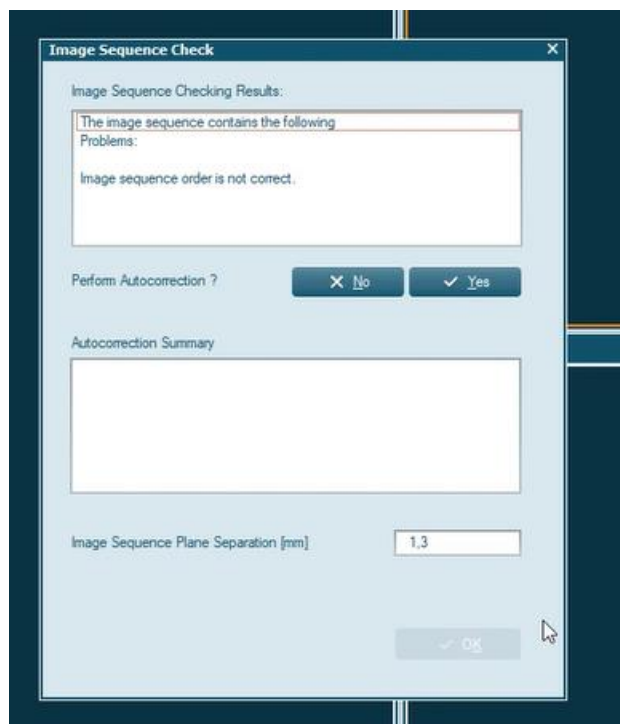 Image Sequence Check
Image Sequence Checking Results:
The image sequence contains the following
Problems:
Image sequence order is not correct.
Perform Autocorrection ?
No
Yes
Autocorrection Summary
Image Sequence Plane Separation [mm]
1,3
OK